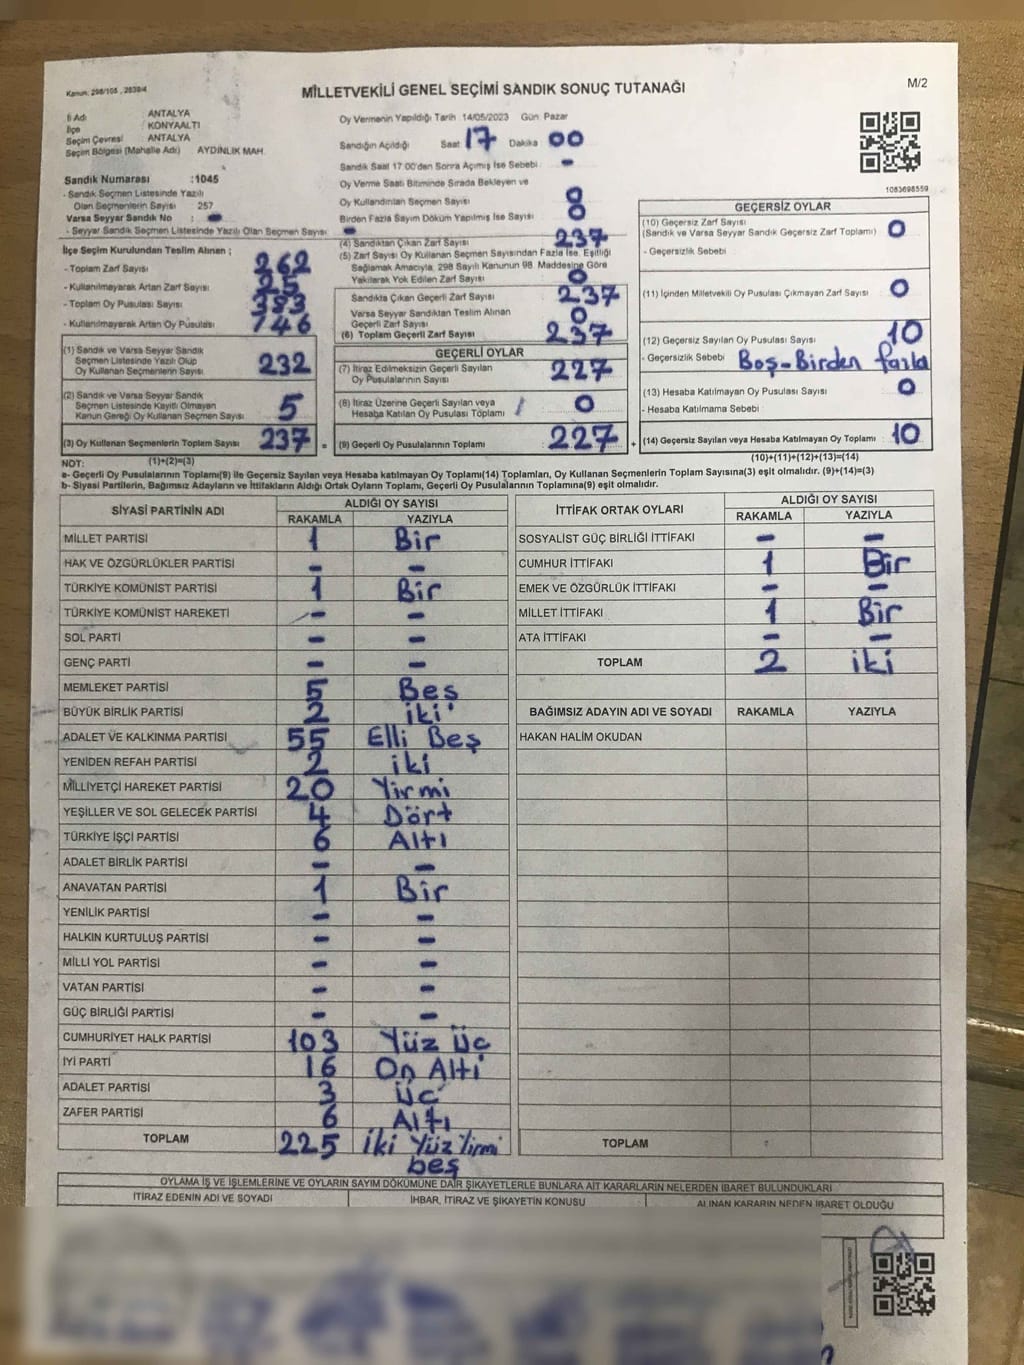 Kanun: 298/105 , 2839/4
MİLLETVEKİLİ GENEL SEÇİMİ SANDIK SONUÇ TUTANAĞI
M/2
İl Adı : ANTALYA
İlçe : KONYAALTI
Seçim Çevresi : ANTALYA
Seçim Bölgesi (Mahalle Adı) AYDINLIK MAH.
Sandık Numarası :1045
- Sandık Seçmen Listesinde Yazılı
Olan Seçmenlerin Sayısı 257
Varsa Seyyar Sandık No : -
- Seyyar Sandık Seçmen Listesinde Yazılı Olan Seçmen Sayısı -
Oy Vermenin Yapıldığı Tarih 14/05/2023 Gün Pazar
Sandığın Açıldığı Saat 17 Dakika 00
Sandık Saat 17.00'den Sonra Açılmış İse Sebebi -
Oy Verme Saati Bitiminde Sırada Bekleyen ve
Oy Kullandırılan Seçmen Sayısı 0
Birden Fazla Sayım Döküm Yapılmış İse Sayısı 0
1083698559
İlçe Seçim Kurulundan Teslim Alınan ;
- Toplam Zarf Sayısı 262
- Kullanılmayarak Artan Zarf Sayısı 25
- Toplam Oy Pusulası Sayısı 383
- Kullanılmayarak Artan Oy Pusulası 146
(1) Sandık ve Varsa Seyyar Sandık
Seçmen Listesinde Yazılı Olup
Oy Kullanan Seçmenlerin Sayısı 232
(2) Sandık ve Varsa Seyyar Sandık
Seçmen Listesinde Kayıtlı Olmayan
Kanun Gereği Oy Kullanan Seçmen Sayısı 5
(3) Oy Kullanan Seçmenlerin Toplam Sayısı 237 =
(4) Sandıktan Çıkan Zarf Sayısı 237
(5) Zarf Sayısı Oy Kullanan Seçmen Sayısından Fazla İse, Eşitliği
Sağlamak Amacıyla, 298 Sayılı Kanunun 98. Maddesine Göre
Yakılarak Yok Edilen Zarf Sayısı 0
Sandıkta Çıkan Geçerli Zarf Sayısı 237
Varsa Seyyar Sandıktan Teslim Alınan
Geçerli Zarf Sayısı 0
(6) Toplam Geçerli Zarf Sayısı 237
GEÇERLİ OYLAR
(7) İtiraz Edilmeksizin Geçerli Sayılan
Oy Pusulalarının Sayısı 227
(8) İtiraz Üzerine Geçerli Sayılan veya
Hesaba Katılan Oy Pusulası Toplamı 0
(9) Geçerli Oy Pusulalarının Toplamı 227 +
GEÇERSİZ OYLAR
(10) Geçersiz Zarf Sayısı
(Sandık ve Varsa Seyyar Sandık Geçersiz Zarf Toplamı) 0
- Geçersizlik Sebebi
(11) İçinden Milletvekili Oy Pusulası Çıkmayan Zarf Sayısı 0
(12) Geçersiz Sayılan Oy Pusulası Sayısı 10
- Geçersizlik Sebebi Boş-Birden fazla
(13) Hesaba Katılmayan Oy Pusulası Sayısı 0
- Hesaba Katılmama Sebebi
(14) Geçersiz Sayılan veya Hesaba Katılmayan Oy Toplamı : 10
NOT: (1)+(2)=(3)
(10)+(11)+(12)+(13)=(14)
a- Geçerli Oy Pusulalarının Toplamı(9) ile Geçersiz Sayılan veya Hesaba katılmayan Oy Toplamı(14) Toplamları, Oy Kullanan Seçmenlerin Toplam Sayısına(3) eşit olmalıdır. (9)+(14)=(3)
b- Siyasi Partilerin, Bağımsız Adayların ve İttifakların Aldığı Ortak Oyların Toplamı, Geçerli Oy Pusulalarının Toplamına(9) eşit olmalıdır.
SİYASİ PARTİNİN ADI ALDIĞI OY SAYISI
RAKAMLA YAZIYLA
MİLLET PARTİSİ 1 Bir
HAK VE ÖZGÜRLÜKLER PARTİSİ - -
TÜRKİYE KOMÜNİST PARTİSİ 1 Bir
TÜRKİYE KOMÜNİST HAREKETİ - -
SOL PARTİ - -
GENÇ PARTİ - -
MEMLEKET PARTİSİ 5 Beş
BÜYÜK BİRLİK PARTİSİ 2 iki
ADALET VE KALKINMA PARTİSİ 55 Elli Beş
YENİDEN REFAH PARTİSİ 2 iki
MİLLİYETÇİ HAREKET PARTİSİ 20 Yirmi
YEŞİLLER VE SOL GELECEK PARTİSİ 4 Dört
TÜRKİYE İŞÇİ PARTİSİ 6 Altı
ADALET BİRLİK PARTİSİ - -
ANAVATAN PARTİSİ 1 Bir
YENİLİK PARTİSİ - -
HALKIN KURTULUŞ PARTİSİ - -
MİLLİ YOL PARTİSİ - -
VATAN PARTİSİ - -
GÜÇ BİRLİĞİ PARTİSİ - -
CUMHURİYET HALK PARTİSİ 103 Yüz Üç
İYİ PARTİ 16 On Altı
ADALET PARTİSİ 3 Üç
ZAFER PARTİSİ 6 Altı
TOPLAM 225 İki Yüz Yirmi
beş
İTTİFAK ORTAK OYLARI ALDIĞI OY SAYISI
RAKAMLA YAZIYLA
SOSYALİST GÜÇ BİRLİĞİ İTTİFAKI - -
CUMHUR İTTİFAKI 1 Bir
EMEK VE ÖZGÜRLÜK İTTİFAKI - -
MİLLET İTTİFAKI 1 Bir
ATA İTTİFAKI - -
TOPLAM 2 iki
BAĞIMSIZ ADAYIN ADI VE SOYADI RAKAMLA YAZIYLA
HAKAN HALİM OKUDAN
TOPLAM
OYLAMA İŞ VE İŞLEMLERİNE VE OYLARIN SAYIM DÖKÜMÜNE DAİR ŞİKAYETLERLE BUNLARA AİT KARARLARIN NELERDEN İBARET BULUNDUKLARI
İTİRAZ EDENİN ADI VE SOYADI İHBAR, İTİRAZ VE ŞİKAYETİN KONUSU ALINAN KARARIN NEDEN İBARET OLDUĞU